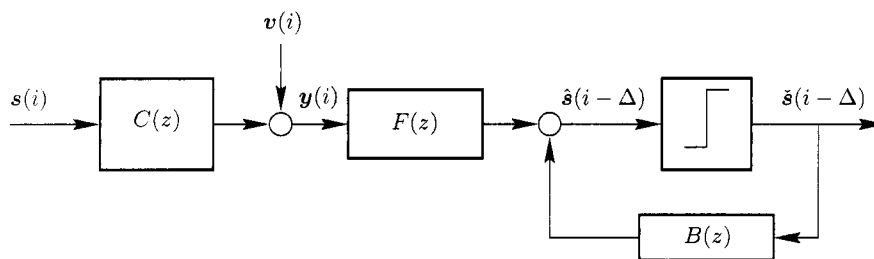 v(i)
s(i)
C(z)
y(i)
F(z)
ŝ(i − Δ)
š(i − Δ)
B(z)